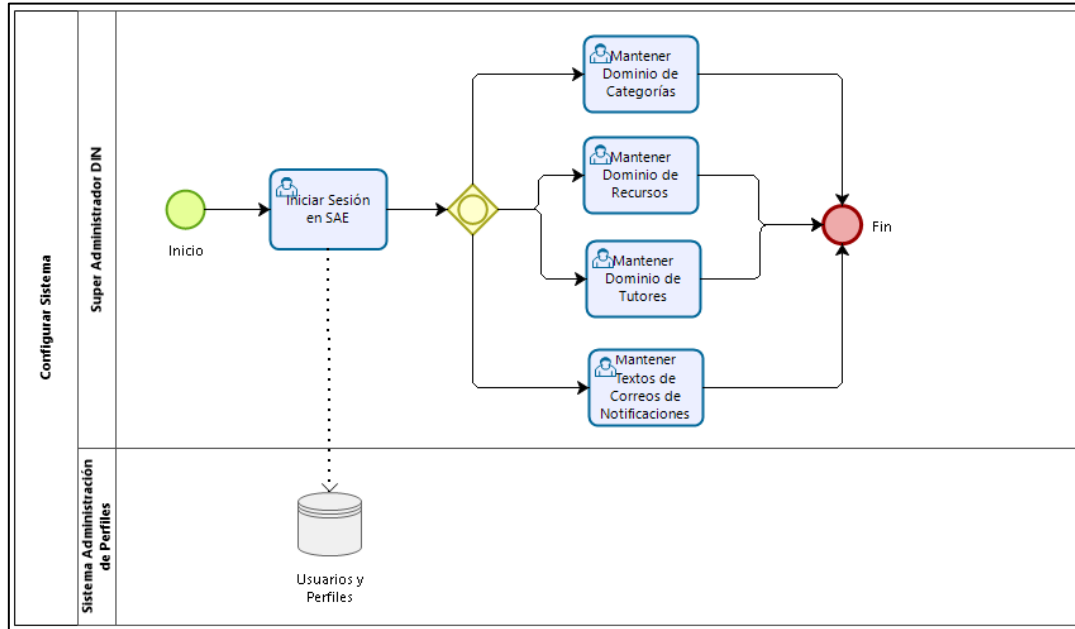 Configurar Sistema
Super Administrador DIN
Inicio
Iniciar Sesión
en SAE
Mantener
Dominio de
Categorías
Mantener
Dominio de
Recursos
Mantener
Dominio de
Tutores
Mantener
Textos de
Correos de
Notificaciones
Fin
Sistema Administración
de Perfiles
Usuarios y
Perfiles